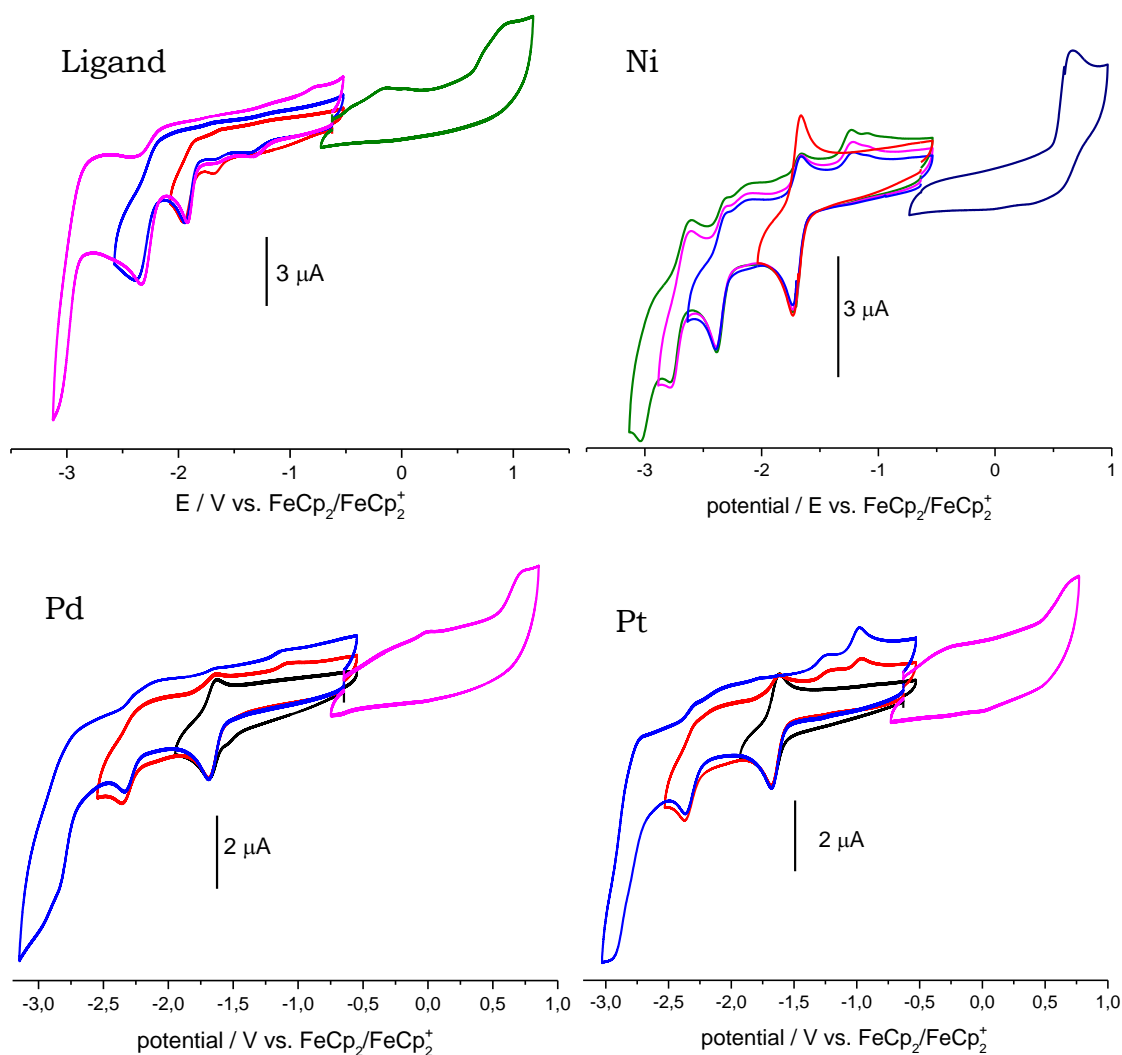 Ligand
3 μA
-3 -2 -1 0 1
E / V vs. FeCp₂/FeCp₂⁺
Ni
3 μA
-3 -2 -1 0 1
potential / E vs. FeCp₂/FeCp₂⁺
Pd
2 μA
-3,0 -2,5 -2,0 -1,5 -1,0 -0,5 0,0 0,5 1,0
potential / V vs. FeCp₂/FeCp₂⁺
Pt
2 μA
-3,0 -2,5 -2,0 -1,5 -1,0 -0,5 0,0 0,5 1,0
potential / V vs. FeCp₂/FeCp₂⁺